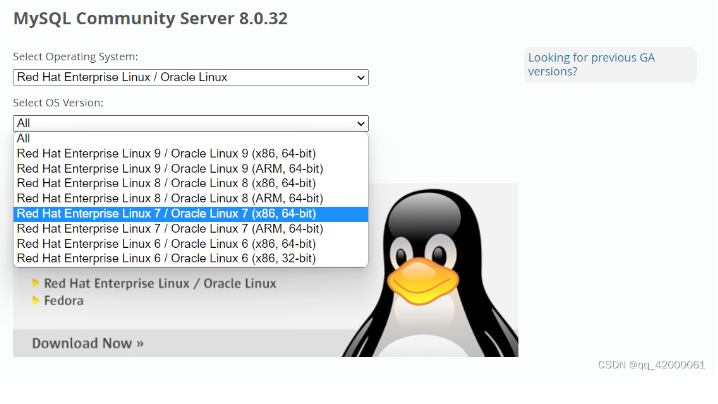 MySQL Community Server 8.0.32
Select Operating System:
Looking for previous GA
versions?
Red Hat Enterprise Linux / Oracle Linux
Select OS Version:
All
All
Red Hat Enterprise Linux 9 / Oracle Linux 9 (x86, 64-bit)
Red Hat Enterprise Linux 9 / Oracle Linux 9 (ARM, 64-bit)
Red Hat Enterprise Linux 8 / Oracle Linux 8 (x86, 64-bit)
Red Hat Enterprise Linux 8 / Oracle Linux 8 (ARM, 64-bit)
Red Hat Enterprise Linux 7 / Oracle Linux 7 (x86, 64-bit)
Red Hat Enterprise Linux 7 / Oracle Linux 7 (ARM, 64-bit)
Red Hat Enterprise Linux 6 / Oracle Linux 6 (x86, 64-bit)
Red Hat Enterprise Linux 6 / Oracle Linux 6 (x86, 32-bit)
Red Hat Enterprise Linux / Oracle Linux
Fedora
Download Now »
CSDN @qq_42000061